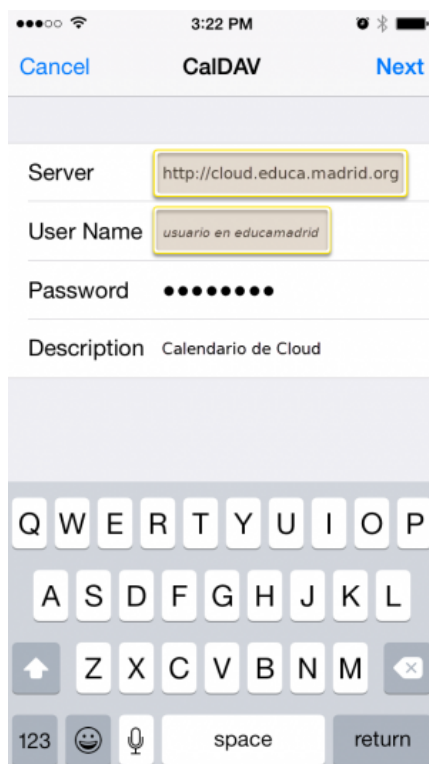 3:22 PM
Cancel CalDAV Next
Server http://cloud.educa.madrid.org
User Name usuario en educamadrid
Password ●●●●●●●●
Description Calendario de Cloud
Q W E R T Y U I O P
A S D F G H J K L
Z X C V B N M
123 space return